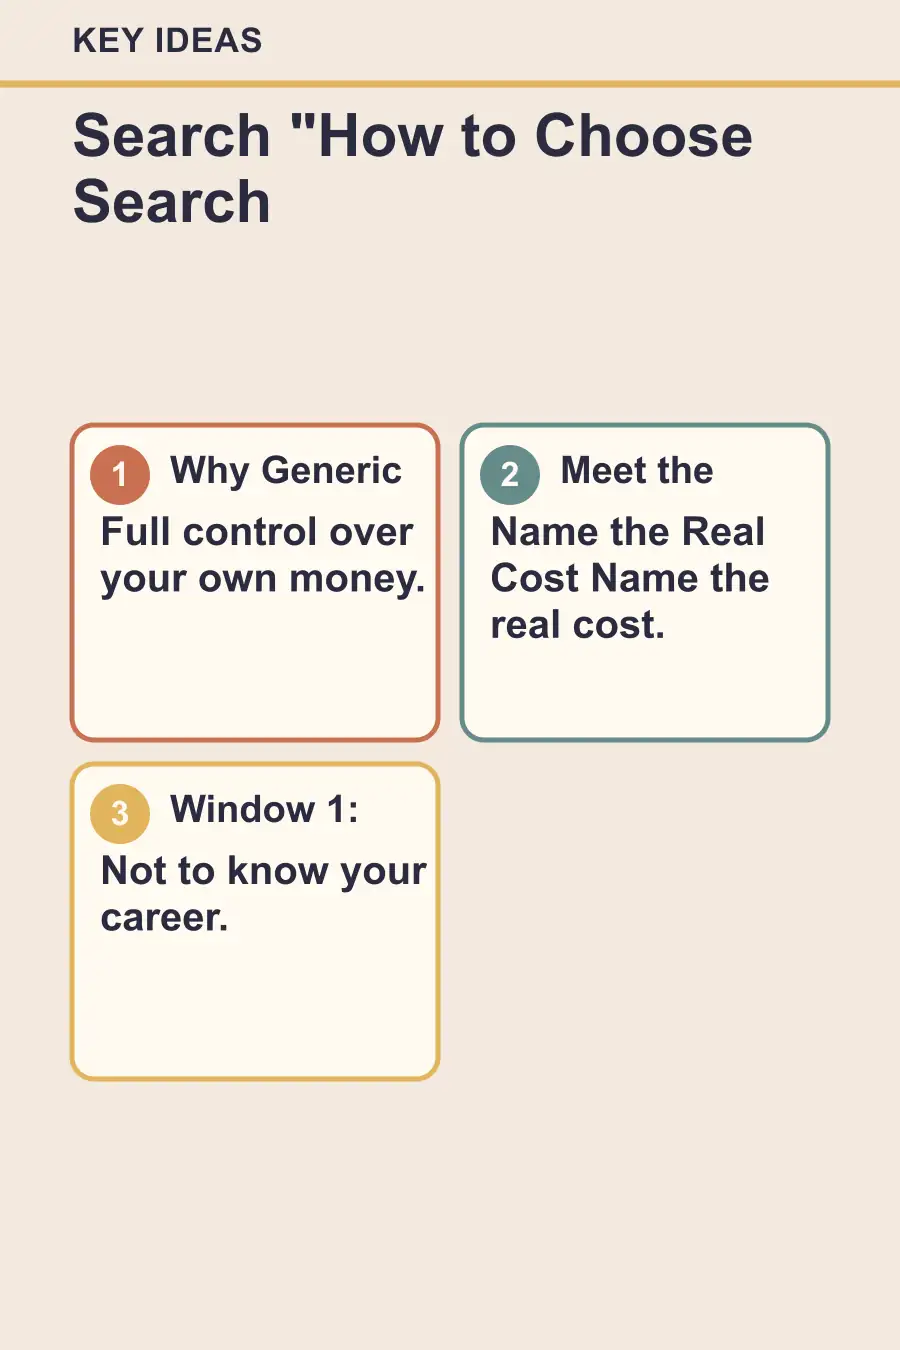 KEY IDEAS
Search "How to Choose
Search
1 Why Generic
Full control over
your own money.
2 Meet the
Name the Real
Cost Name the
real cost.
3 Window 1:
Not to know your
career.